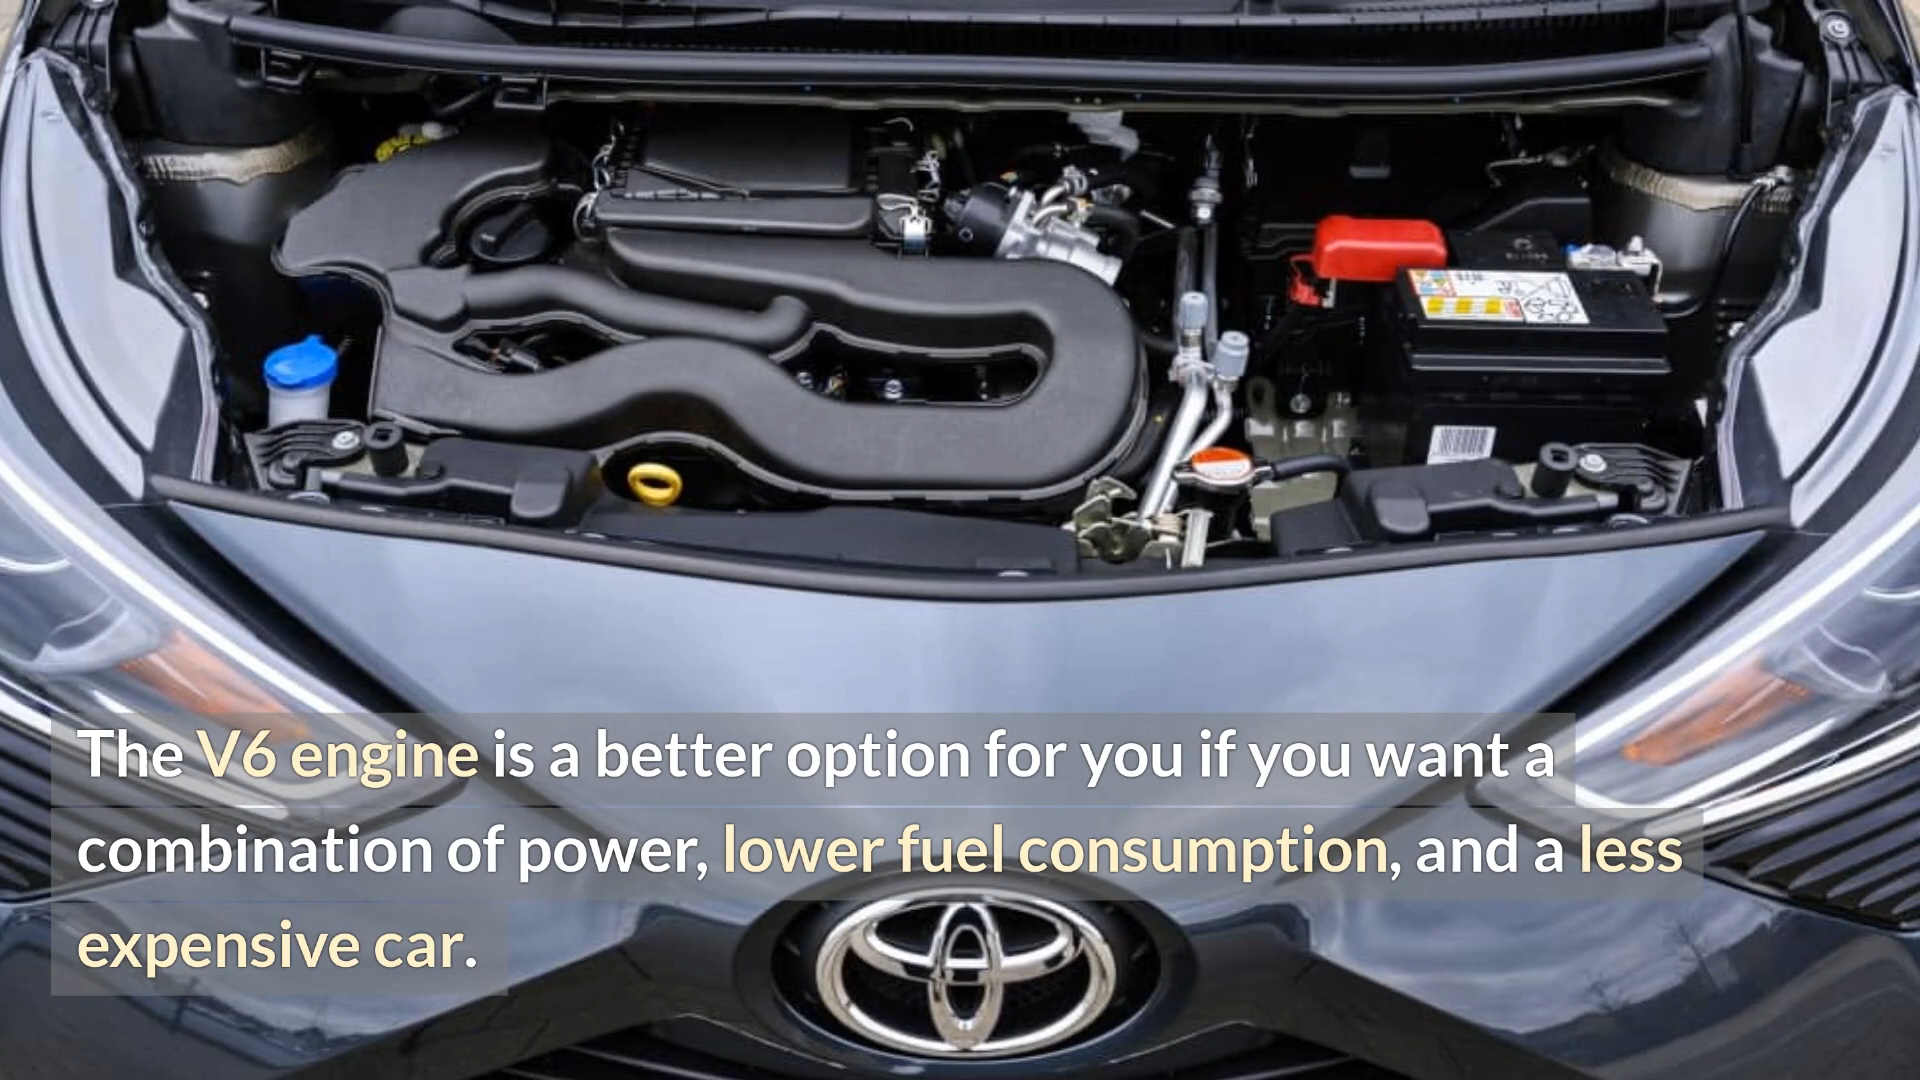 The V6 engine is a better option for you if you want a
combination of power, lower fuel consumption, and a less
expensive car.